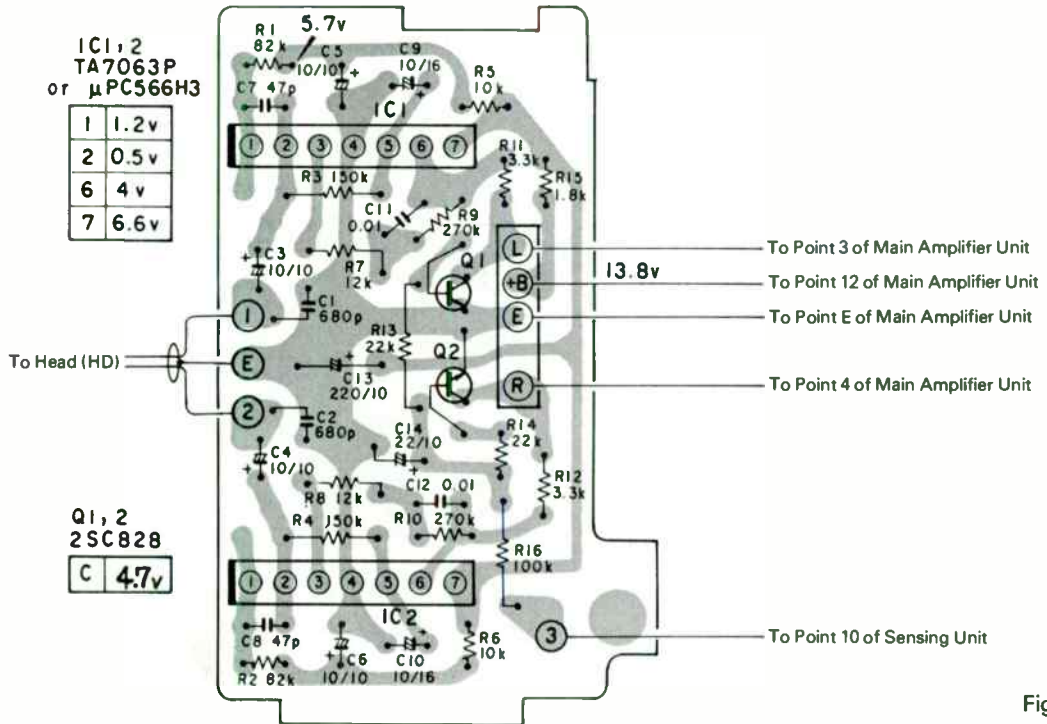 IC1,2
TA7063P
or μPC566H3
1 1.2v
2 0.5v
6 4v
7 6.6v
R1
82k
5.7v
C5
10/10
+
C9
10/16
+
R5
10k
C7 47p
IC1
1 2 3 4 5 6 7
R11
3.3k
R15
1.8k
R3 150k
C11
0.01
R9
270k
+ C3
10/10
R7
12k
Q1
L
+B
E
R
13.8v
To Point 3 of Main Amplifier Unit
To Point 12 of Main Amplifier Unit
To Point E of Main Amplifier Unit
To Point 4 of Main Amplifier Unit
1
E
2
To Head (HD)
C1
680p
R13
22k
Q2
+
C13
220/10
C2
680p
C14
22/10
+
R14
22k
+ C4
10/10
R8 12k
C12 0.01
R12
3.3k
R4 150k
R10 270k
Q1,2
2SC828
C 4.7v
R16
100k
1 2 3 4 5 6 7
IC2
3
To Point 10 of Sensing Unit
C8 47p
R2 82k
+ C6
10/10
C10
10/16
R6
10k
Fig